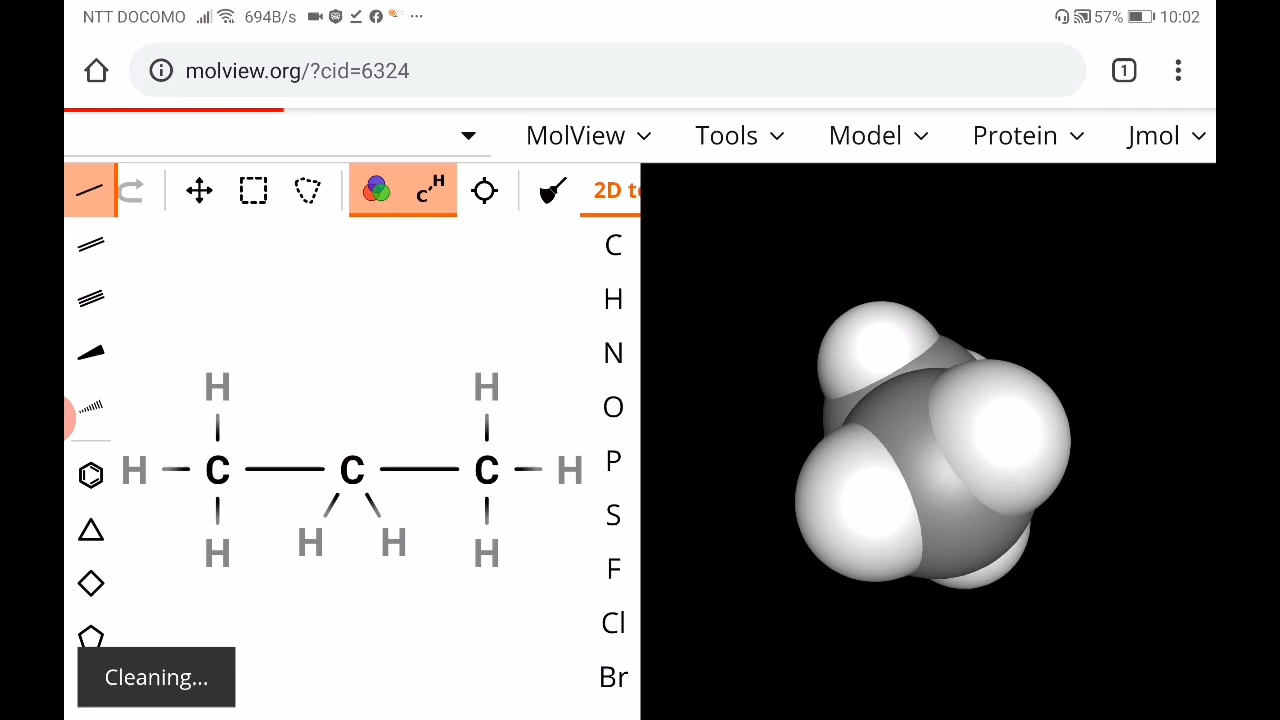 NTT DOCOMO 694B/s ... 57% 10:02
molview.org/?cid=6324 1
MolView Tools Model Protein Jmol
C H 2D to
C
H
N
H H O
H C C C H P
H H S
H H F
Cl
Cleaning... Br